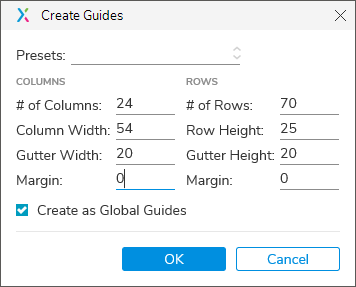 Create Guides
Presets:
COLUMNS ROWS
# of Columns: 24 # of Rows: 70
Column Width: 54 Row Height: 25
Gutter Width: 20 Gutter Height: 20
Margin: 0 Margin: 0
Create as Global Guides
OK Cancel